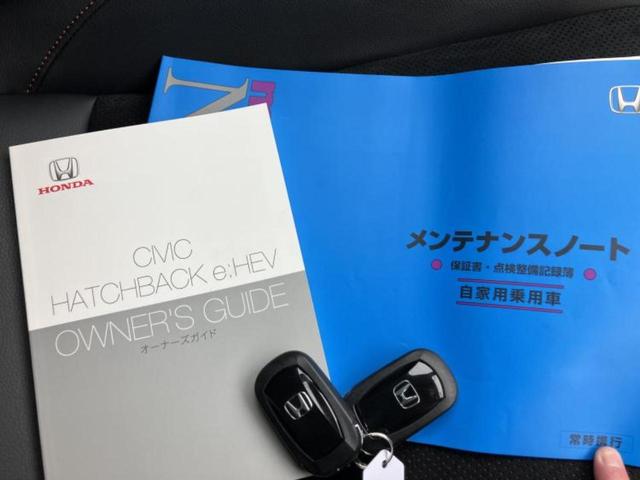 HONDA
CIVIC
HATCHBACK e:HEV
OWNER'S GUIDE
オーナーズガイド
メンテナンスノート
保証書・点検整備記録簿
自家用乗用車
常時携行